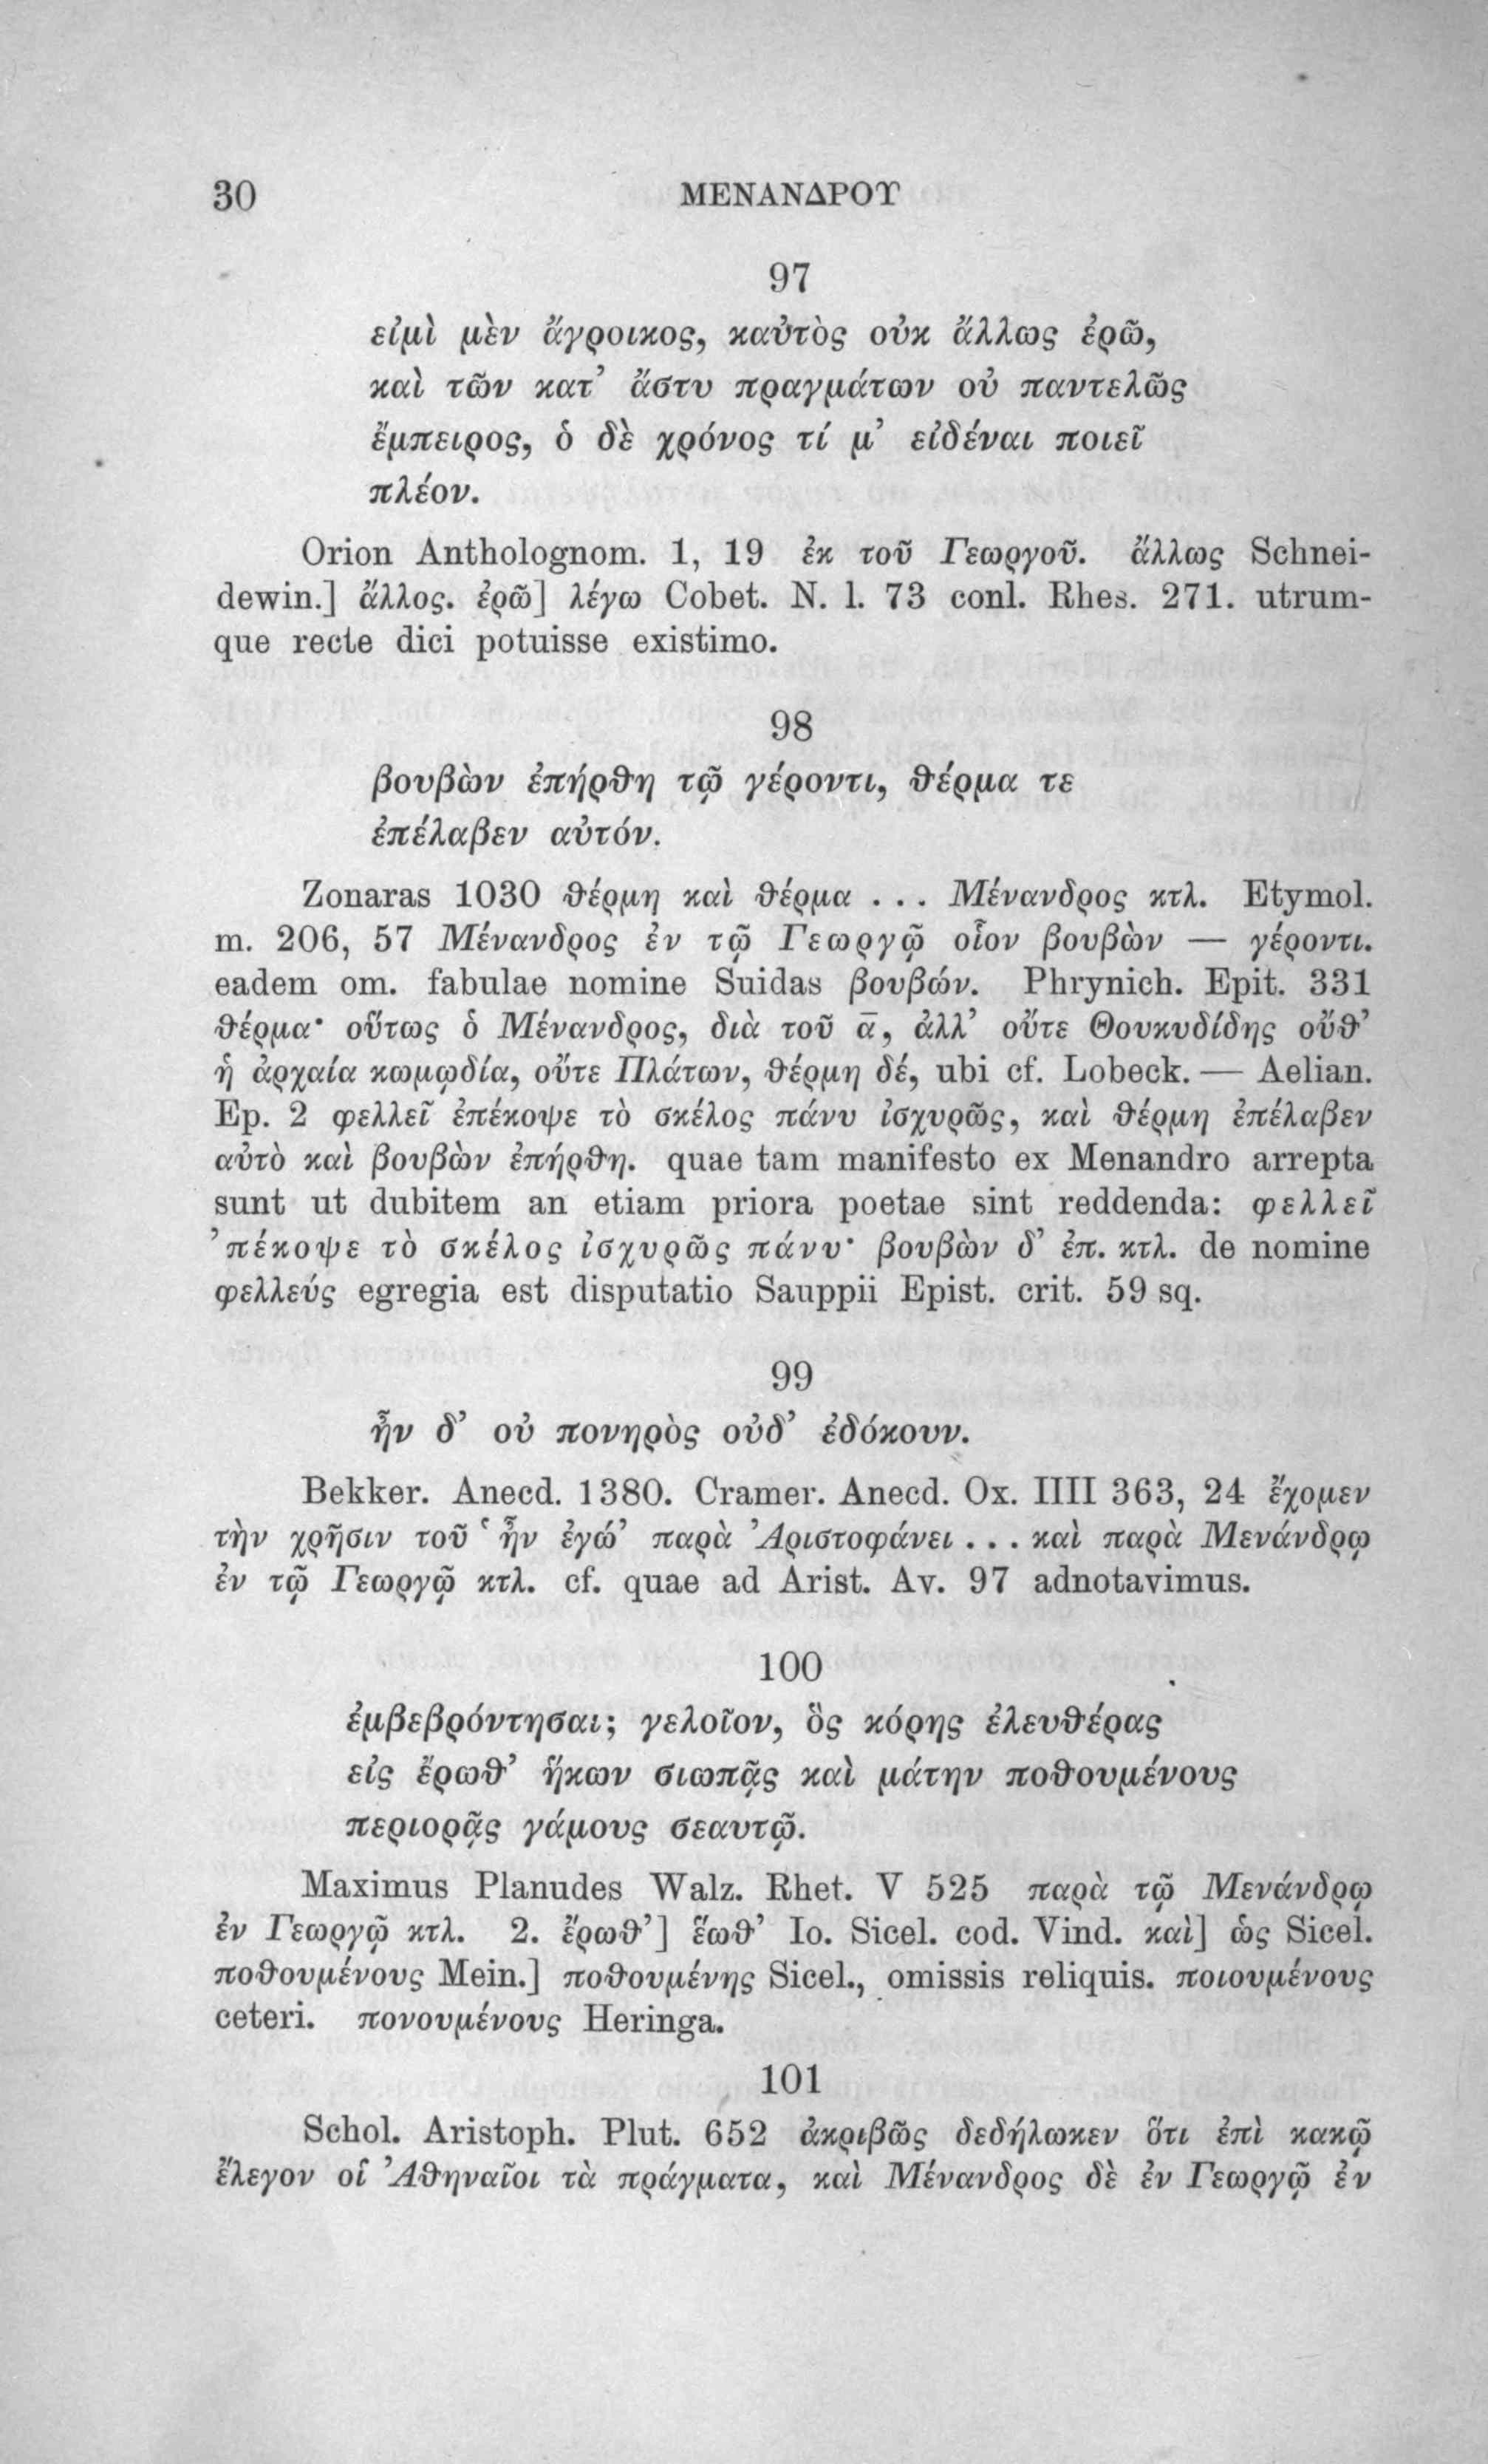 30 ΜΕΝΑΝΔΡΟΥ
97
εἰμὶ μὲν ἄγροικος, καὐτὸς οὐκ ἄλλως ἐρῶ,
καὶ τῶν κατ’ ἄστυ πραγμάτων οὐ παντελῶς
ἔμπειρος, ὁ δὲ χρόνος τί μ’ εἰδέναι ποιεῖ
πλέον.
Orion Antholognom. 1, 19 ἐκ τοῦ Γεωργοῦ. ἄλλως Schnei-
dewin.] ἄλλος. ἐρῶ] λέγω Cobet. N. l. 73 conl. Rhes. 271. utrum-
que recte dici potuisse existimo.
98
βουβὼν ἐπήρθη τῷ γέροντι, θέρμα τε
ἐπέλαβεν αὐτόν.
Zonaras 1030 θέρμη καὶ θέρμα ... Μένανδρος κτλ. Etymol.
m. 206, 57 Μένανδρος ἐν τῷ Γεωργῷ οἷον βουβὼν — γέροντι.
eadem om. fabulae nomine Suidas βουβών. Phrynich. Epit. 331
θέρμα· οὕτως ὁ Μένανδρος, διὰ τοῦ ᾱ, ἀλλ’ οὔτε Θουκυδίδης οὔθ’
ἡ ἀρχαία κωμῳδία, οὔτε Πλάτων, θέρμη δέ, ubi cf. Lobeck. — Aelian.
Ep. 2 φελλεῖ ἐπέκοψε τὸ σκέλος πάνυ ἰσχυρῶς, καὶ θέρμη ἐπέλαβεν
αὐτὸ καὶ βουβὼν ἐπήρθη. quae tam manifesto ex Menandro arrepta
sunt ut dubitem an etiam priora poetae sint reddenda: φελλεῖ
’πέκοψε τὸ σκέλος ἰσχυρῶς πάνυ· βουβὼν δ’ ἐπ. κτλ. de nomine
φελλεύς egregia est disputatio Sauppii Epist. crit. 59 sq.
99
ἦν δ’ οὐ πονηρὸς οὐδ’ ἐδόκουν.
Bekker. Anecd. 1380. Cramer. Anecd. Ox. IIII 363, 24 ἔχομεν
τὴν χρῆσιν τοῦ ‘ἦν ἐγώ’ παρὰ Ἀριστοφάνει ... καὶ παρὰ Μενάνδρῳ
ἐν τῷ Γεωργῷ κτλ. cf. quae ad Arist. Av. 97 adnotavimus.
100
ἐμβεβρόντησαι; γελοῖον, ὃς κόρης ἐλευθέρας
εἰς ἔρωθ’ ἥκων σιωπᾷς καὶ μάτην ποθουμένους
περιορᾷς γάμους σεαυτῷ.
Maximus Planudes Walz. Rhet. V 525 παρὰ τῷ Μενάνδρῳ
ἐν Γεωργῷ κτλ. 2. ἔρωθ’] ἕωθ’ Io. Sicel. cod. Vind. καὶ] ὡς Sicel.
ποθουμένους Mein.] ποθουμένης Sicel., omissis reliquis. ποιουμένους
ceteri. πονουμένους Heringa.
101
Schol. Aristoph. Plut. 652 ἀκριβῶς δεδήλωκεν ὅτι ἐπὶ κακῷ
ἔλεγον οἱ Ἀθηναῖοι τὰ πράγματα, καὶ Μένανδρος δὲ ἐν Γεωργῷ ἐν